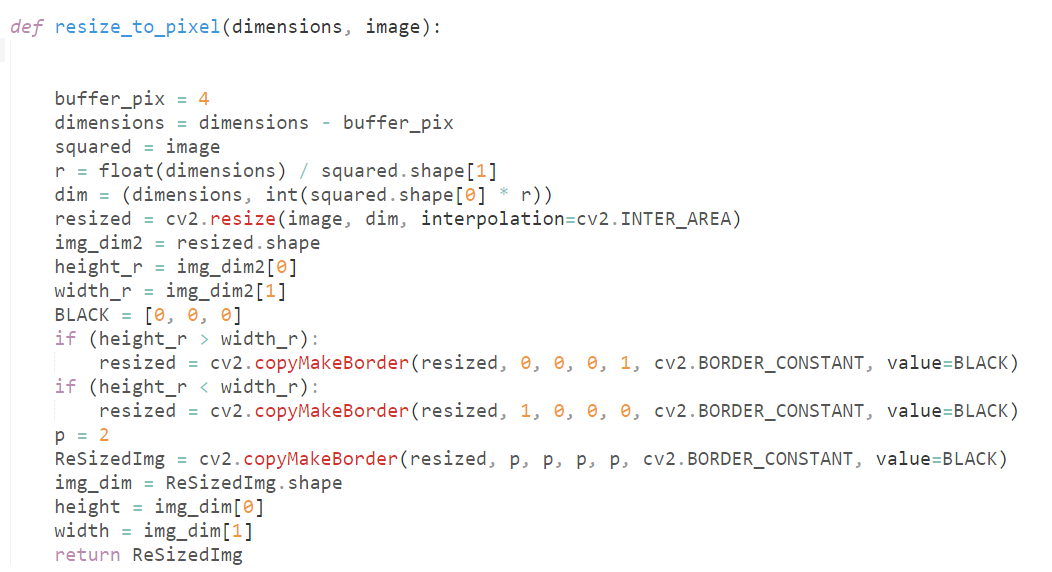 def resize_to_pixel(dimensions, image):
    buffer_pix = 4
    dimensions = dimensions - buffer_pix
    squared = image
    r = float(dimensions) / squared.shape[1]
    dim = (dimensions, int(squared.shape[0] * r))
    resized = cv2.resize(image, dim, interpolation=cv2.INTER_AREA)
    img_dim2 = resized.shape
    height_r = img_dim2[0]
    width_r = img_dim2[1]
    BLACK = [0, 0, 0]
    if (height_r > width_r):
        resized = cv2.copyMakeBorder(resized, 0, 0, 0, 1, cv2.BORDER_CONSTANT, value=BLACK)
    if (height_r < width_r):
        resized = cv2.copyMakeBorder(resized, 1, 0, 0, 0, cv2.BORDER_CONSTANT, value=BLACK)
    p = 2
    ReSizedImg = cv2.copyMakeBorder(resized, p, p, p, p, cv2.BORDER_CONSTANT, value=BLACK)
    img_dim = ReSizedImg.shape
    height = img_dim[0]
    width = img_dim[1]
    return ReSizedImg